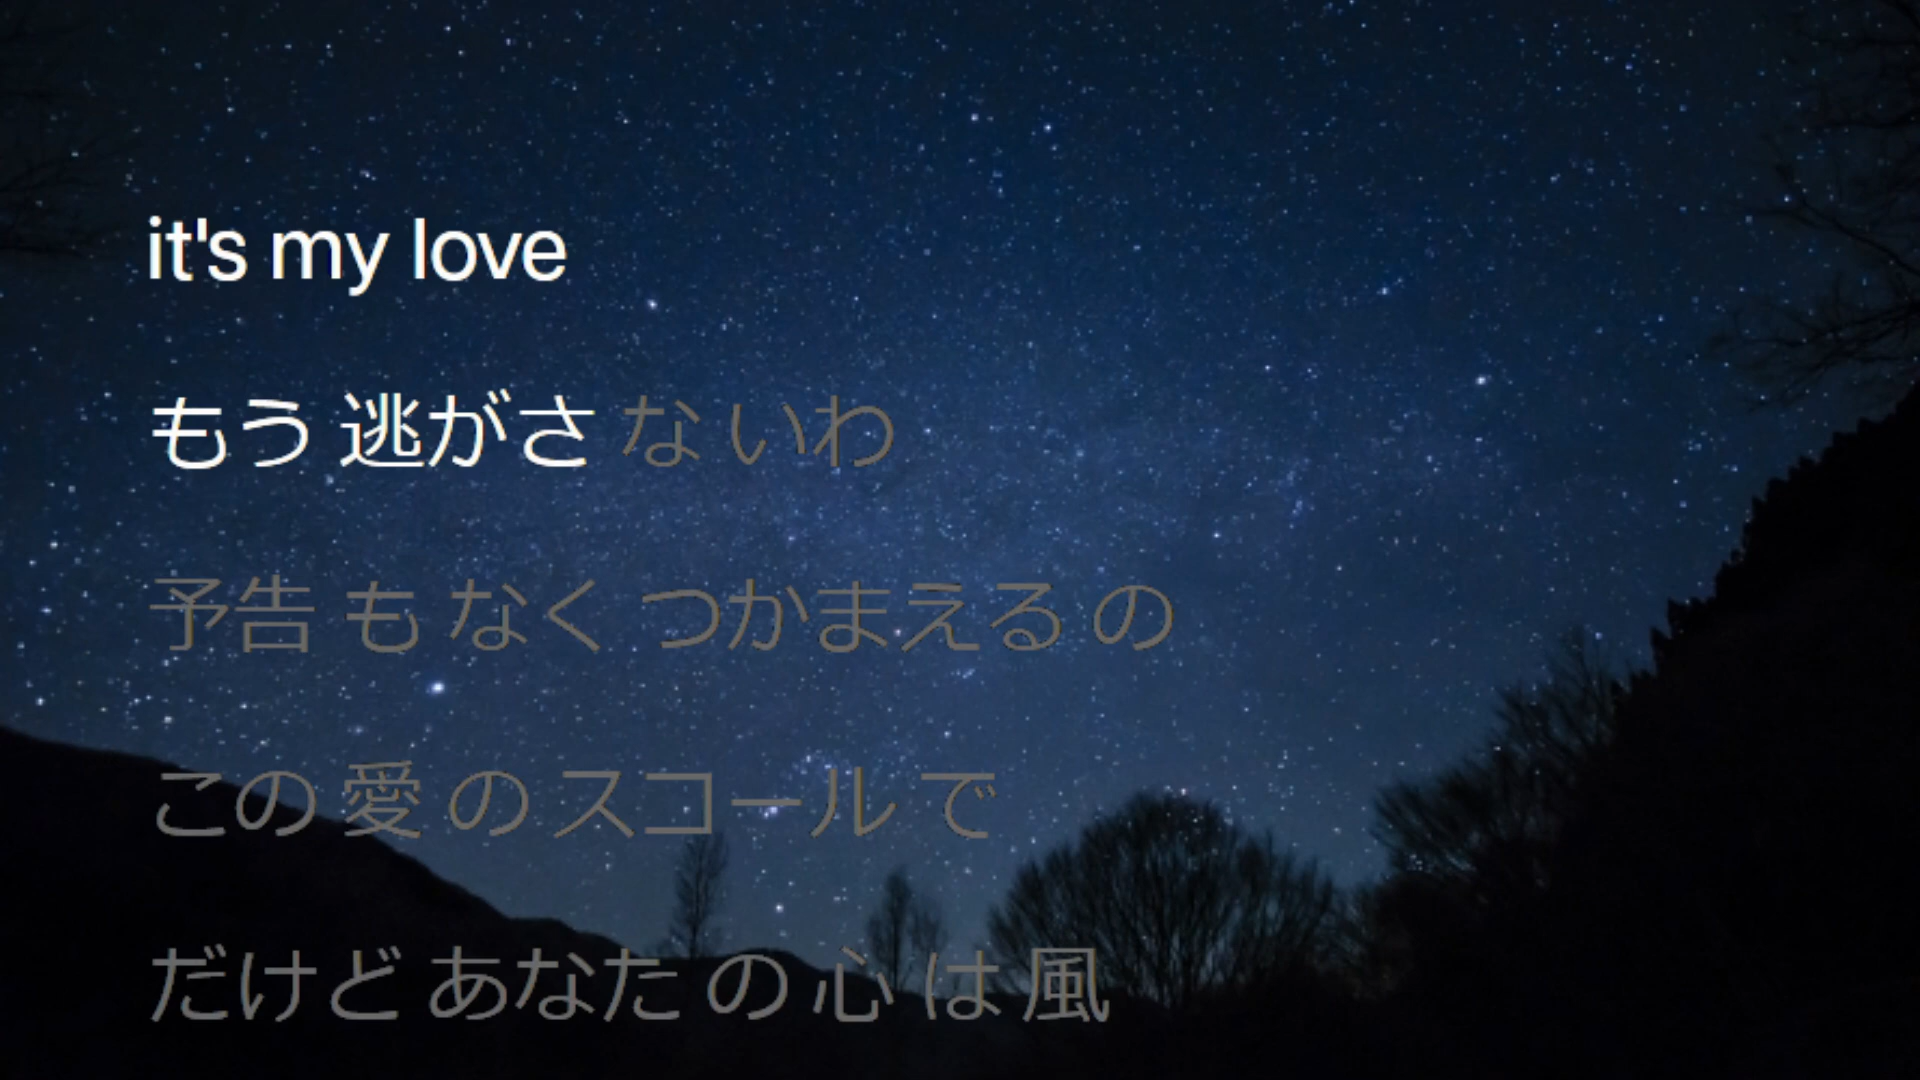 it's my love
もう 逃がさ な いわ
予告 も なく つかまえる の
この 愛 の スコール で
だけど あなた の 心 は 風